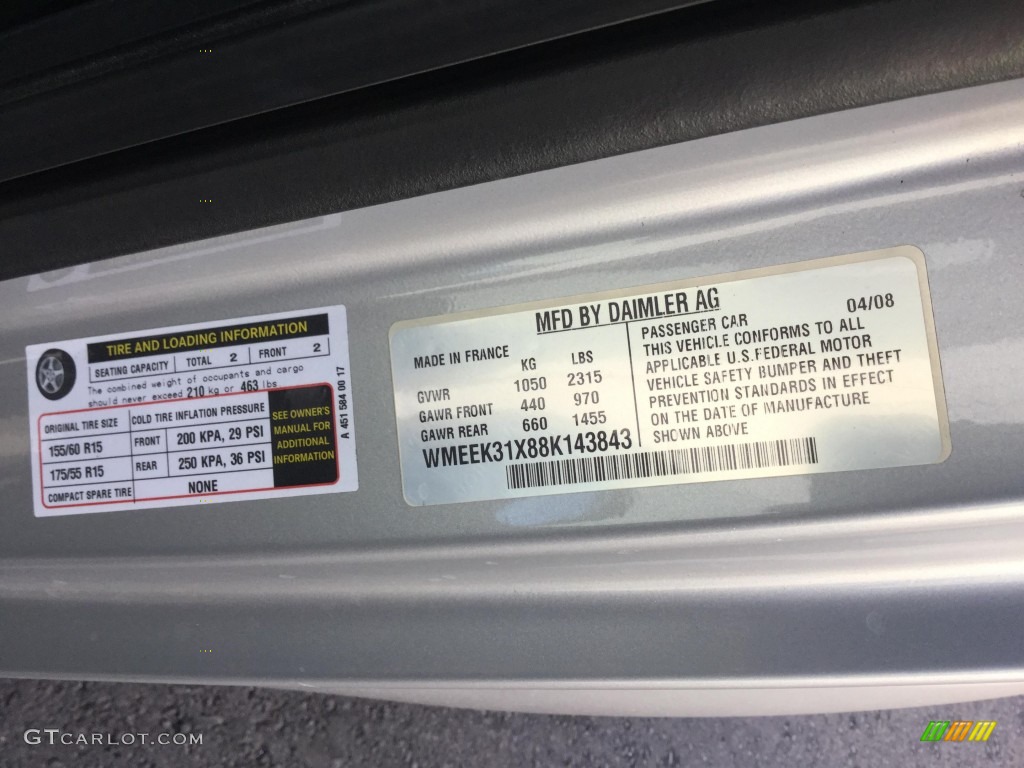 TIRE AND LOADING INFORMATION
SEATING CAPACITY TOTAL 2 FRONT 2
The combined weight of occupants and cargo
should never exceed 210 kg or 463 lbs
ORIGINAL TIRE SIZE COLD TIRE INFLATION PRESSURE
155/60 R15 FRONT 200 KPA, 29 PSI
175/55 R15 REAR 250 KPA, 36 PSI
COMPACT SPARE TIRE NONE
SEE OWNER'S
MANUAL FOR
ADDITIONAL
INFORMATION
A 451 584 00 17
MFD BY DAIMLER AG 04/08
MADE IN FRANCE
KG LBS
GVWR 1050 2315
GAWR FRONT 440 970
GAWR REAR 660 1455
WMEEK31X88K143843
PASSENGER CAR
THIS VEHICLE CONFORMS TO ALL
APPLICABLE U.S.FEDERAL MOTOR
VEHICLE SAFETY BUMPER AND THEFT
PREVENTION STANDARDS IN EFFECT
ON THE DATE OF MANUFACTURE
SHOWN ABOVE
GTCARLOT.COM